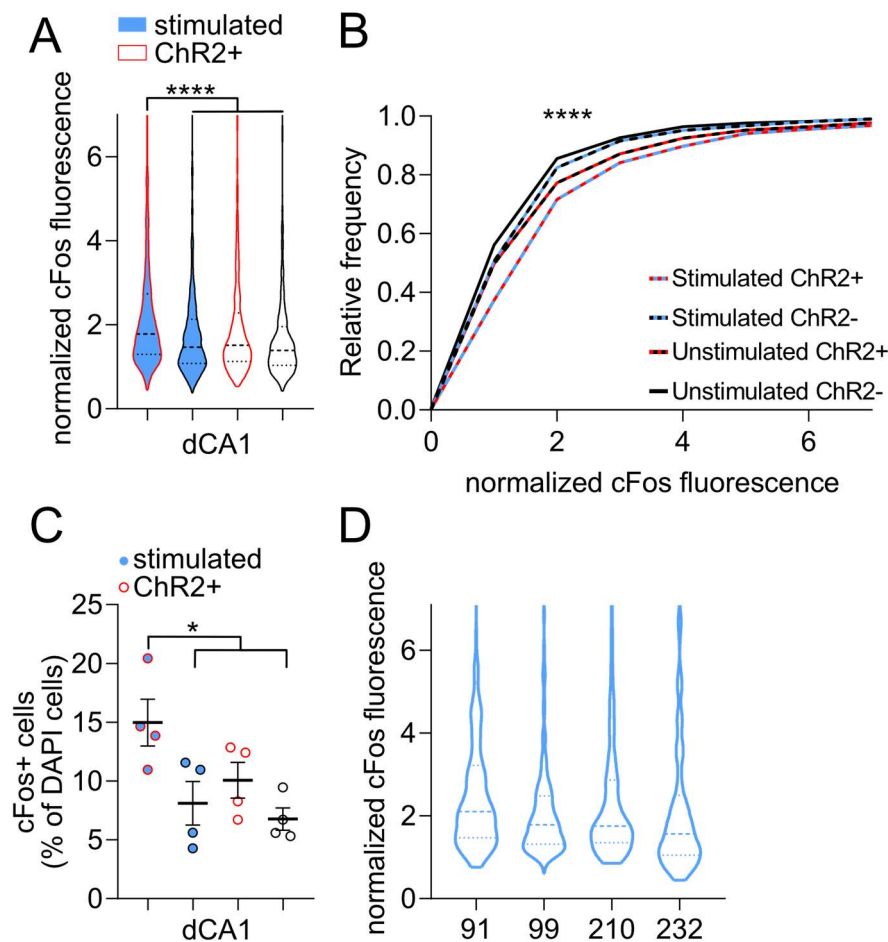 A
stimulated
ChR2+
****
normalized cFos fluorescence
6
4
2
0
dCA1
B
****
Relative frequency
1.0
0.8
0.6
0.4
0.2
0.0
Stimulated ChR2+
Stimulated ChR2-
Unstimulated ChR2+
Unstimulated ChR2-
0 2 4 6
normalized cFos fluorescence
C
stimulated
ChR2+
*
cFos+ cells
(% of DAPI cells)
25
20
15
10
5
0
dCA1
D
normalized cFos fluorescence
6
4
2
0
91 99 210 232